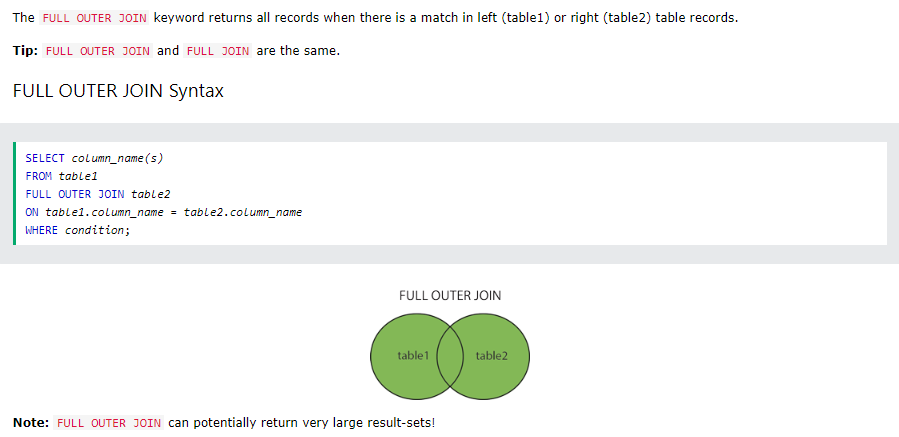 The FULL OUTER JOIN keyword returns all records when there is a match in left (table1) or right (table2) table records.
Tip: FULL OUTER JOIN and FULL JOIN are the same.
FULL OUTER JOIN Syntax
SELECT column_name(s)
FROM table1
FULL OUTER JOIN table2
ON table1.column_name = table2.column_name
WHERE condition;
FULL OUTER JOIN
table1 table2
Note: FULL OUTER JOIN can potentially return very large result-sets!